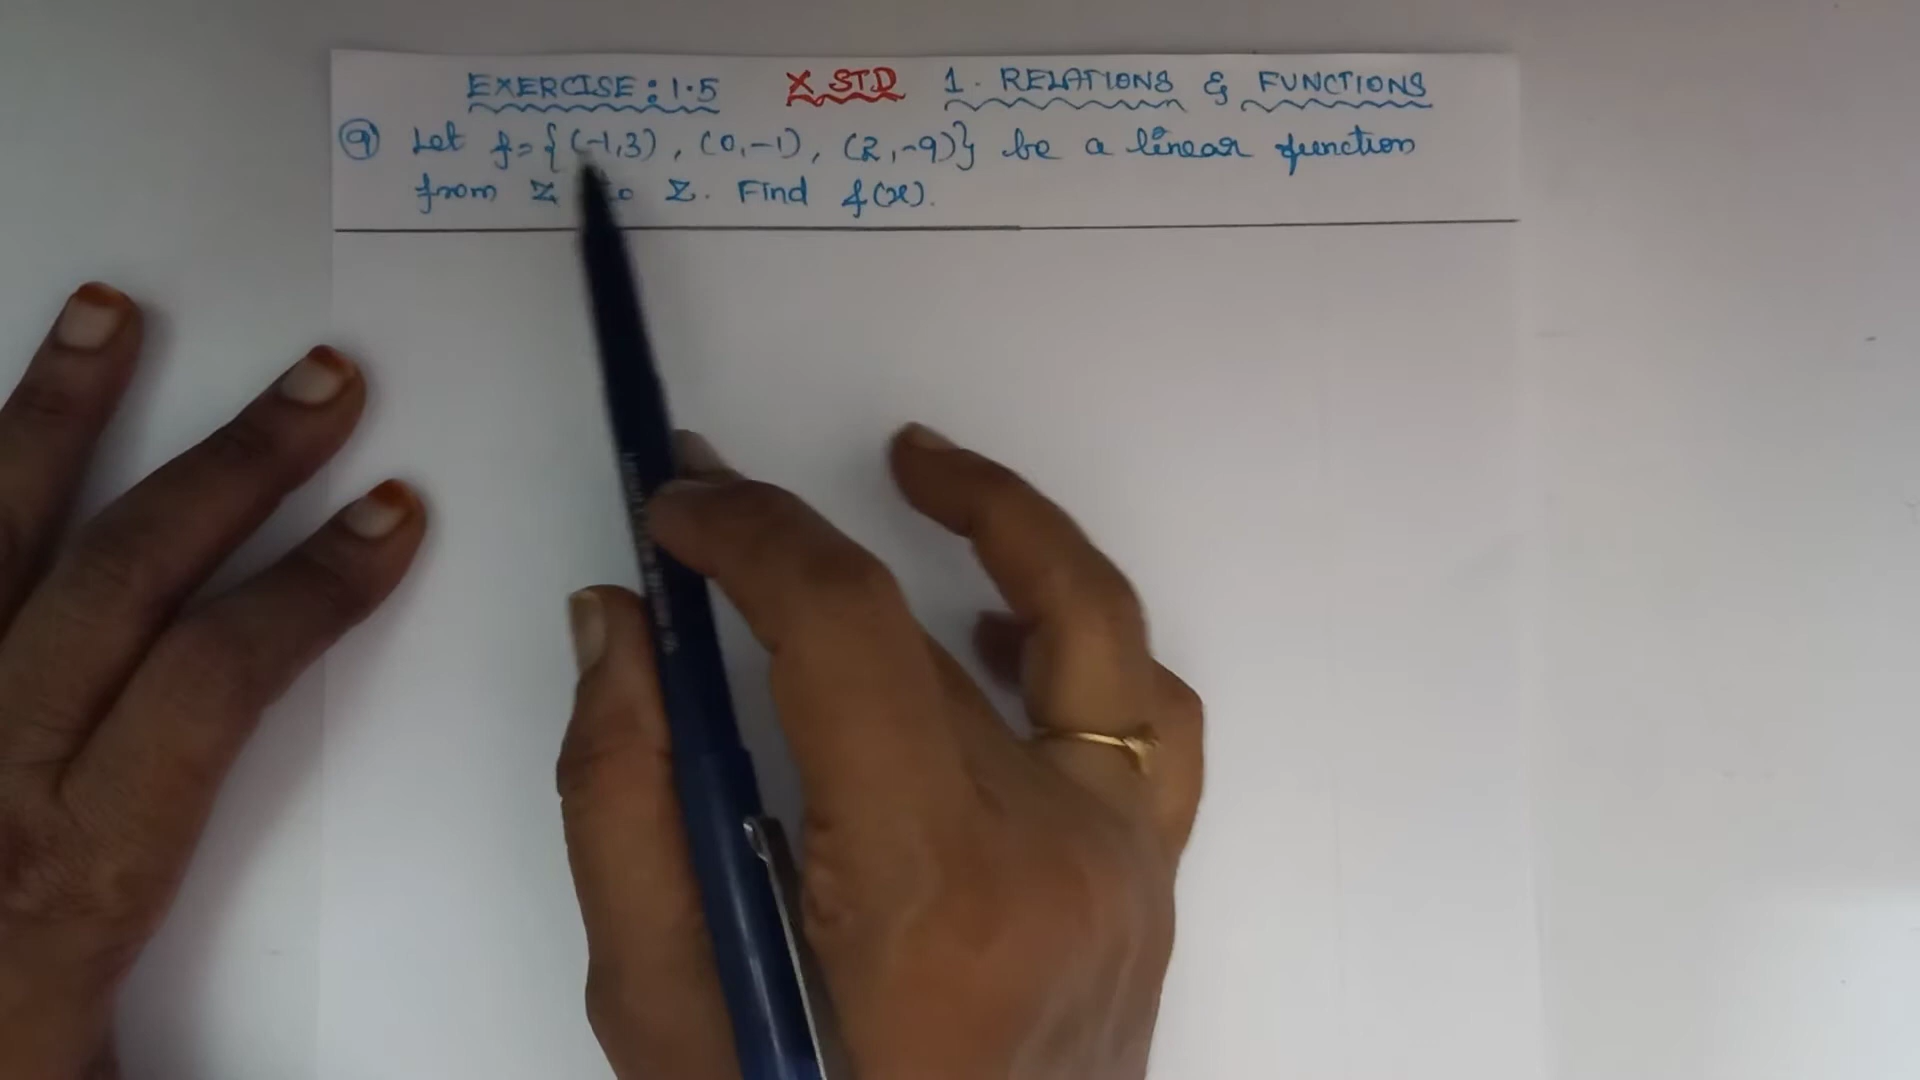 EXERCISE: 1.5 X STD 1. RELATIONS & FUNCTIONS
9 Let f={(-1,3), (0,-1), (2,-9)} be a linear function
from Z to Z. Find f(x).